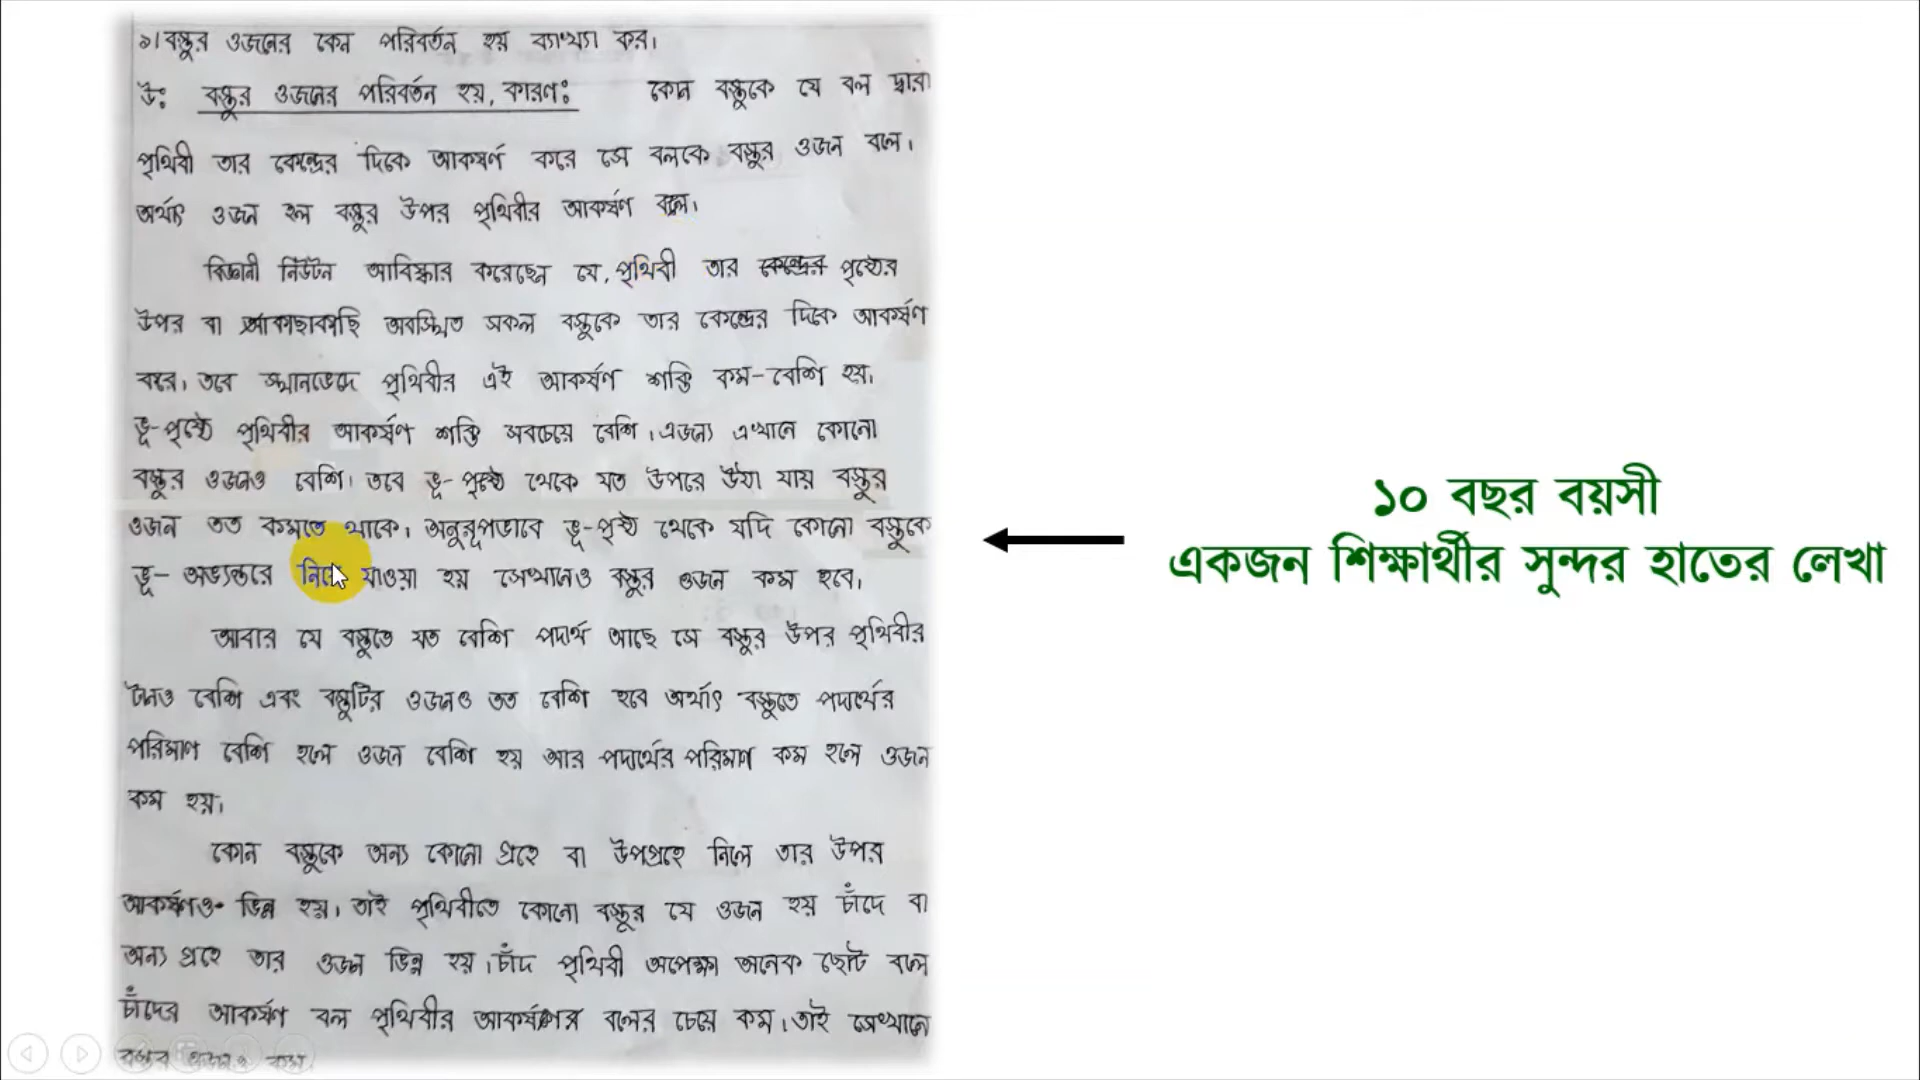 ১। বস্তুর ওজনের কেন পরিবর্তন হয় ব্যাখ্যা কর।
উঃ বস্তুর ওজনের পরিবর্তন হয়, কারণঃ কোন বস্তুকে যে বল দ্বারা
পৃথিবী তার কেন্দ্রের দিকে আকষর্ণ করে সে বলকে বস্তুর ওজন বলে।
অর্থাৎ ওজন হল বস্তুর উপর পৃথিবীর আকর্ষণ বল।
বিজ্ঞানী নিউটন আবিস্কার করেছেন যে, পৃথিবী তার কেন্দ্রের পৃষ্ঠের
উপর বা কাছাকাছি অবস্থিত সকল বস্তুকে তার কেন্দ্রের দিকে আকর্ষণ
করে। তবে স্থানভেদে পৃথিবীর এই আকর্ষণ শক্তি কম-বেশি হয়।
ভূ-পৃষ্ঠে পৃথিবীর আকর্ষণ শক্তি সবচেয়ে বেশি। এজন্য এখানে কোনো
বস্তুর ওজনও বেশি। তবে ভূ-পৃষ্ঠে থেকে যত উপরে উঠা যায় বস্তুর
ওজন তত কমতে থাকে। অনুরূপভাবে ভূ-পৃষ্ঠ থেকে যদি কোনো বস্তুকে
ভূ-অভ্যন্তরে নিয়ে যাওয়া হয় সেখানেও বস্তুর ওজন কম হবে।
আবার যে বস্তুতে যত বেশি পদার্থ আছে সে বস্তুর উপর পৃথিবীর
টানও বেশি এবং বস্তুটির ওজনও তত বেশি হবে অর্থাৎ বস্তুতে পদার্থের
পরিমাণ বেশি হলে ওজন বেশি হয় আর পদার্থের পরিমাণ কম হলে ওজন
কম হয়।
কোন বস্তুকে অন্য কোনো গ্রহে বা উপগ্রহে নিলে তার উপর
আকর্ষণও ভিন্ন হয়। তাই পৃথিবীতে কোনো বস্তুর যে ওজন হয় চাঁদে বা
অন্য গ্রহে তার ওজন ভিন্ন হয়। চাঁদ পৃথিবী অপেক্ষা অনেক ছোট বলে
চাঁদের আকর্ষণ বল পৃথিবীর আকর্ষণের বলের চেয়ে কম। তাই সেখানে
বস্তুর ওজনও কম।
১০ বছর বয়সী
একজন শিক্ষার্থীর সুন্দর হাতের লেখা